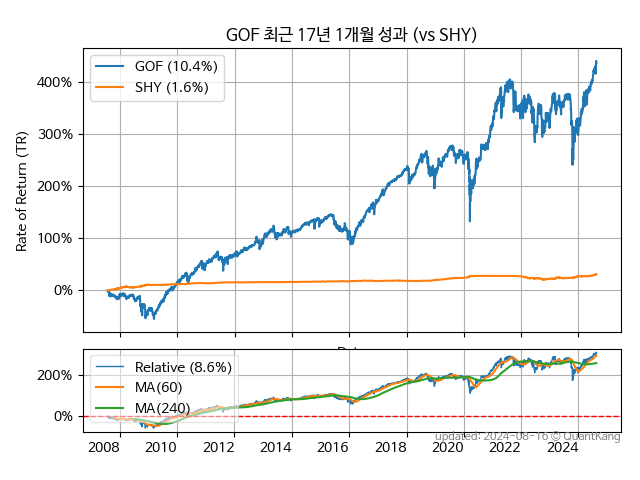 GOF 최근 17년 1개월 성과 (vs SHY)
Rate of Return (TR)
400%
300%
200%
100%
0%
GOF (10.4%)
SHY (1.6%)
200%
0%
Relative (8.6%)
MA(60)
MA(240)
2008 2010 2012 2014 2016 2018 2020 2022 2024
updated: 2024-08-16 © QuantKang